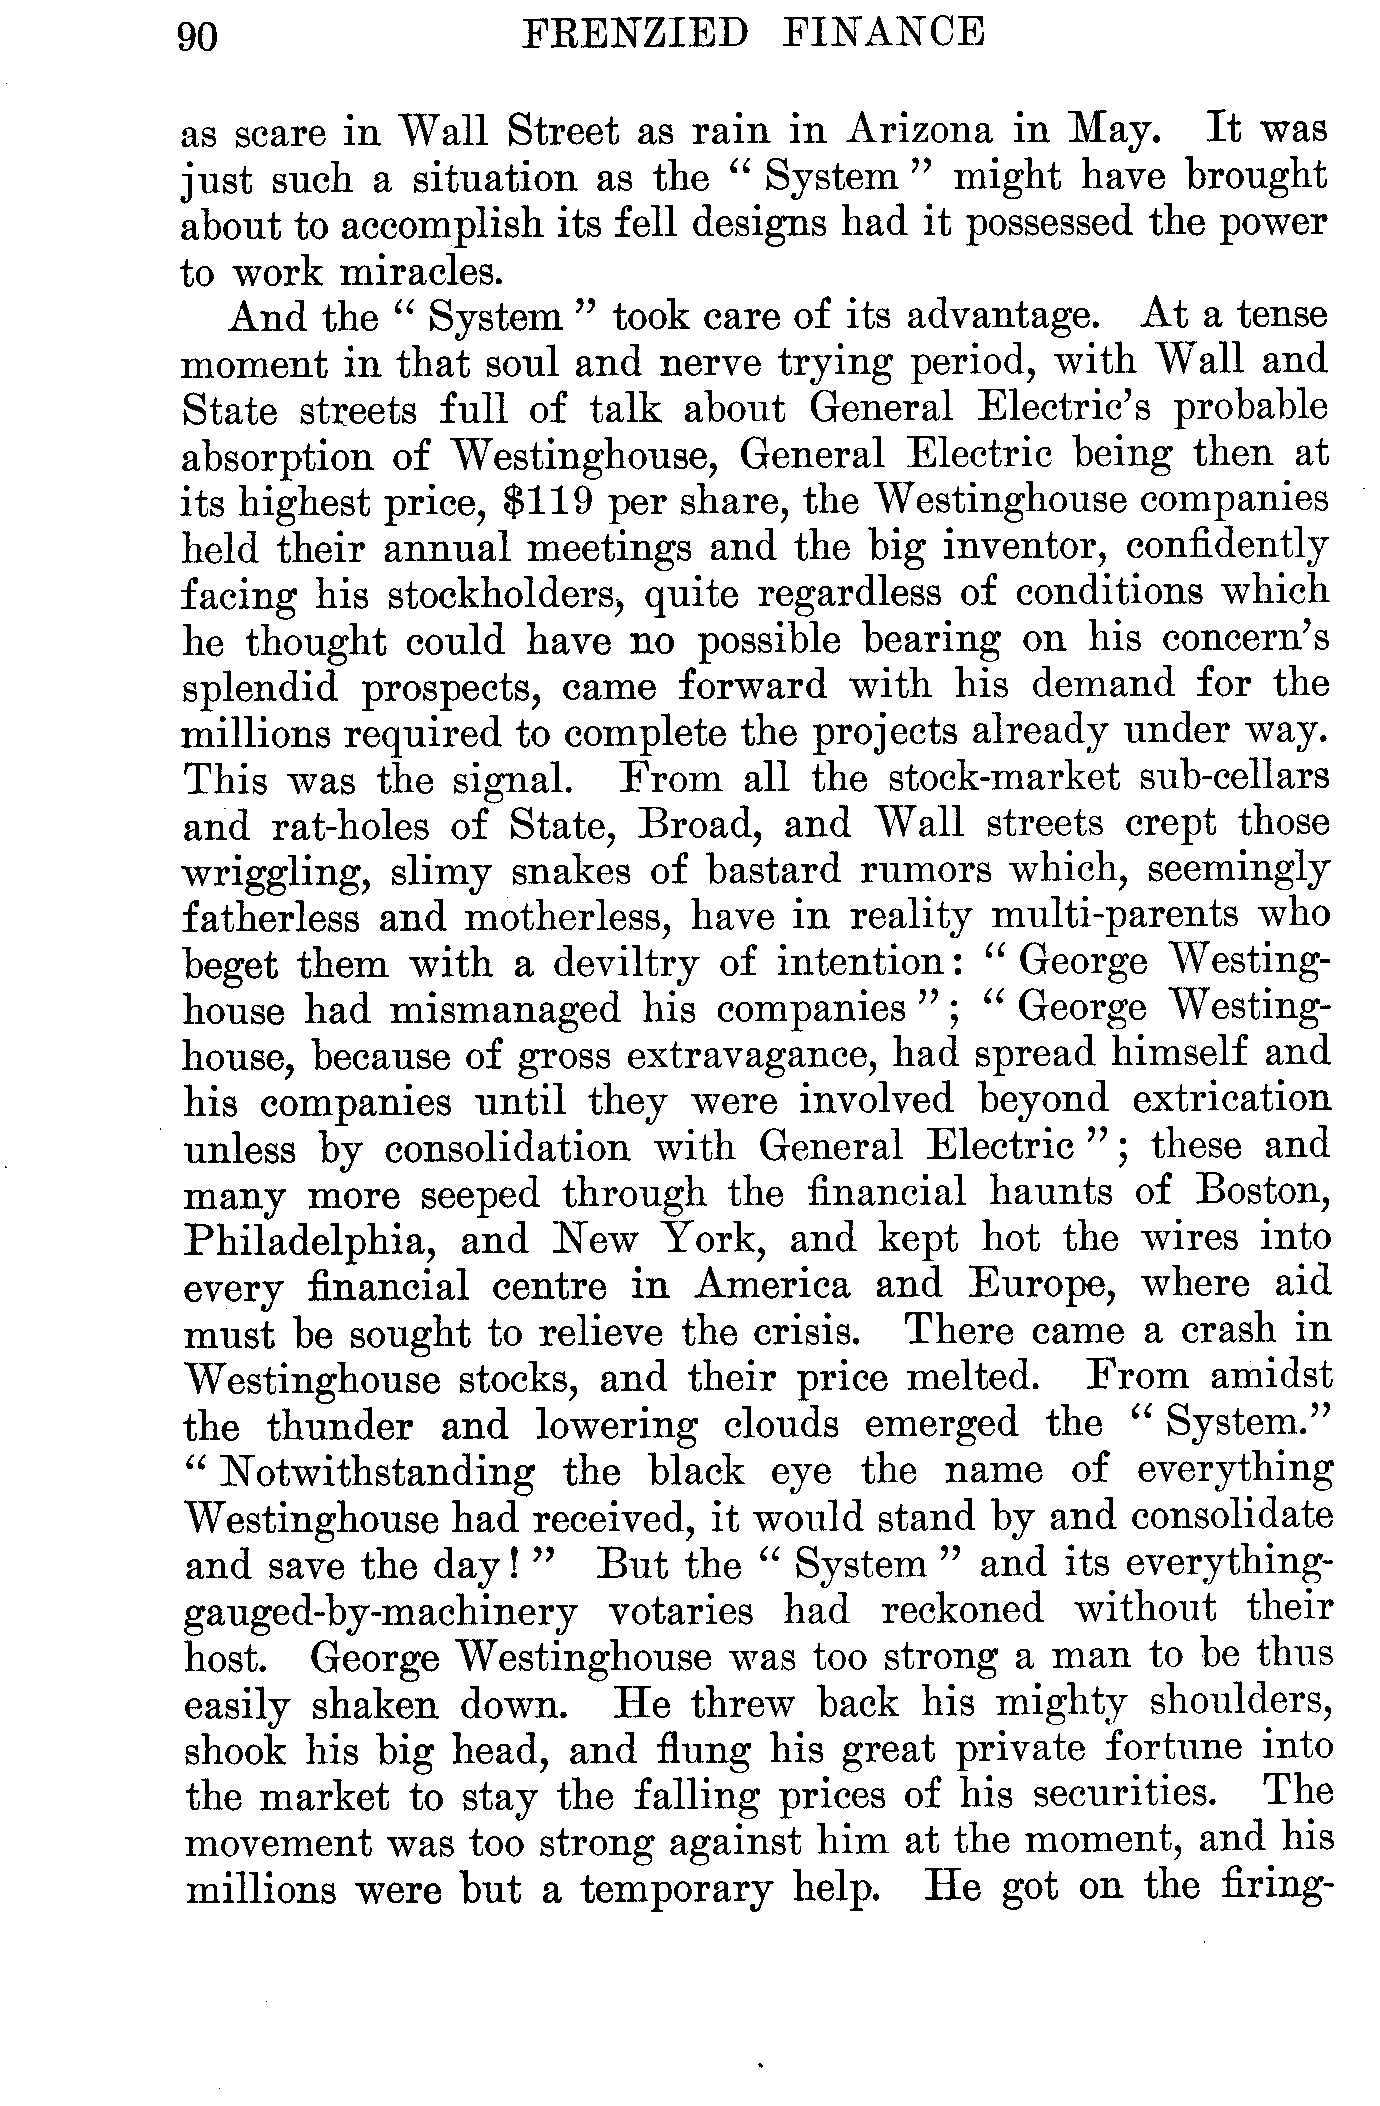 90 FRENZIED FINANCE
as scare in Wall Street as rain in Arizona in May. It was
just such a situation as the “ System ” might have brought
about to accomplish its fell designs had it possessed the power
to work miracles.
And the “ System ” took care of its advantage. At a tense
moment in that soul and nerve trying period, with Wall and
State streets full of talk about General Electric’s probable
absorption of Westinghouse, General Electric being then at
its highest price, $119 per share, the Westinghouse companies
held their annual meetings and the big inventor, confidently
facing his stockholders, quite regardless of conditions which
he thought could have no possible bearing on his concern’s
splendid prospects, came forward with his demand for the
millions required to complete the projects already under way.
This was the signal. From all the stock-market sub-cellars
and rat-holes of State, Broad, and Wall streets crept those
wriggling, slimy snakes of bastard rumors which, seemingly
fatherless and motherless, have in reality multi-parents who
beget them with a deviltry of intention: “ George Westing-
house had mismanaged his companies ”; “ George Westing-
house, because of gross extravagance, had spread himself and
his companies until they were involved beyond extrication
unless by consolidation with General Electric ”; these and
many more seeped through the financial haunts of Boston,
Philadelphia, and New York, and kept hot the wires into
every financial centre in America and Europe, where aid
must be sought to relieve the crisis. There came a crash in
Westinghouse stocks, and their price melted. From amidst
the thunder and lowering clouds emerged the “ System.”
“ Notwithstanding the black eye the name of everything
Westinghouse had received, it would stand by and consolidate
and save the day! ” But the “ System ” and its everything-
gauged-by-machinery votaries had reckoned without their
host. George Westinghouse was too strong a man to be thus
easily shaken down. He threw back his mighty shoulders,
shook his big head, and flung his great private fortune into
the market to stay the falling prices of his securities. The
movement was too strong against him at the moment, and his
millions were but a temporary help. He got on the firing-